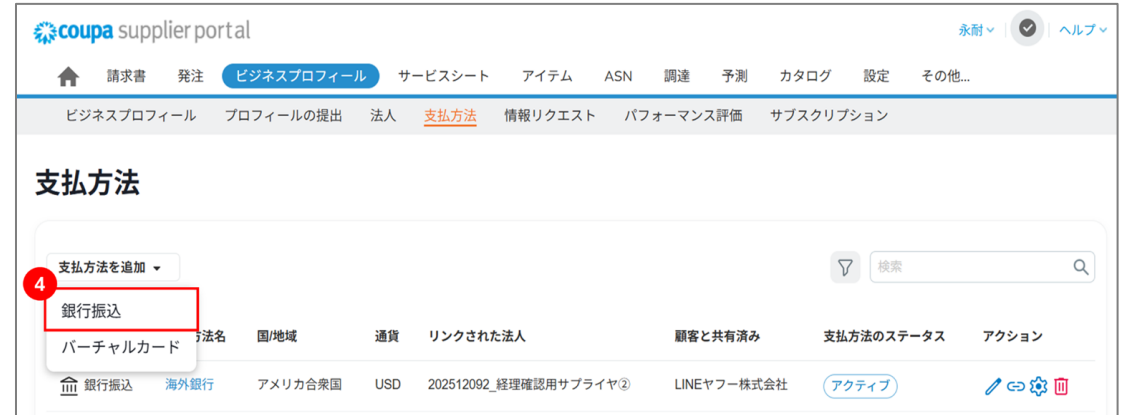 coupa supplier portal 永耐 ヘルプ
請求書 発注 ビジネスプロフィール サービスシート アイテム ASN 調達 予測 カタログ 設定 その他...
ビジネスプロフィール プロフィールの提出 法人 支払方法 情報リクエスト パフォーマンス評価 サブスクリプション
支払方法
支払方法を追加 検索
4
銀行振込
方法名 国/地域 通貨 リンクされた法人 顧客と共有済み 支払方法のステータス アクション
バーチャルカード
銀行振込 海外銀行 アメリカ合衆国 USD 202512092_経理確認用サプライヤ② LINEヤフー株式会社 アクティブ